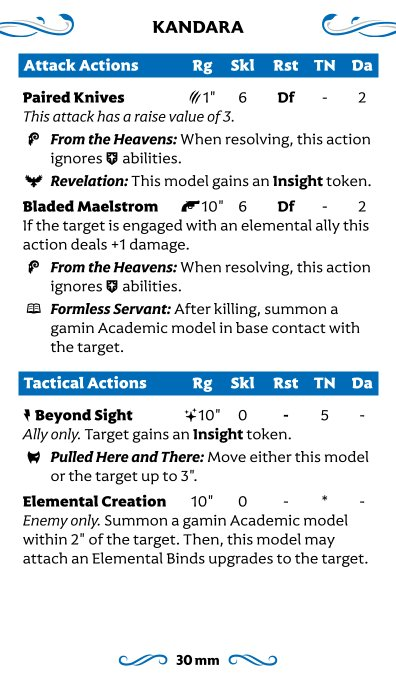 KANDARA
Attack Actions Rg Skl Rst TN Da
Paired Knives 1" 6 Df - 2
This attack has a raise value of 3.
From the Heavens: When resolving, this action
ignores abilities.
Revelation: This model gains an Insight token.
Bladed Maelstrom 10" 6 Df - 2
If the target is engaged with an elemental ally this
action deals +1 damage.
From the Heavens: When resolving, this action
ignores abilities.
Formless Servant: After killing, summon a
gamin Academic model in base contact with
the target.
Tactical Actions Rg Skl Rst TN Da
Beyond Sight 10" 0 - 5 -
Ally only. Target gains an Insight token.
Pulled Here and There: Move either this model
or the target up to 3".
Elemental Creation 10" 0 - * -
Enemy only. Summon a gamin Academic model
within 2" of the target. Then, this model may
attach an Elemental Binds upgrades to the target.
30 mm